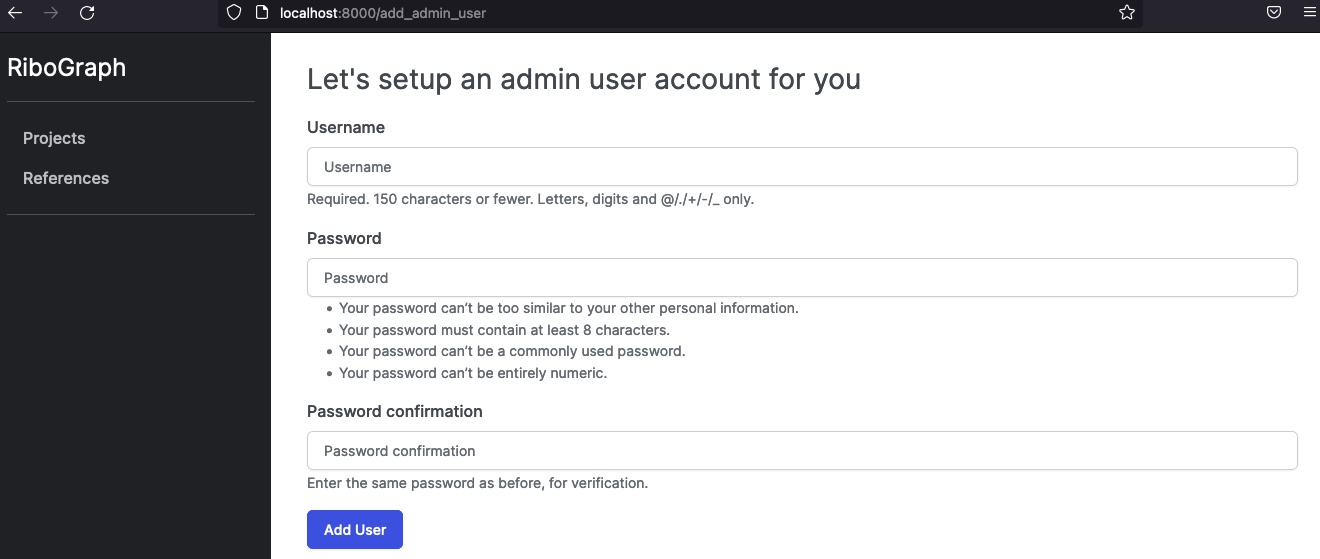 localhost:8000/add_admin_user
RiboGraph
Projects
References
Let's setup an admin user account for you
Username
Username
Required. 150 characters or fewer. Letters, digits and @/./+/-/_ only.
Password
Password
• Your password can’t be too similar to your other personal information.
• Your password must contain at least 8 characters.
• Your password can’t be a commonly used password.
• Your password can’t be entirely numeric.
Password confirmation
Password confirmation
Enter the same password as before, for verification.
Add User